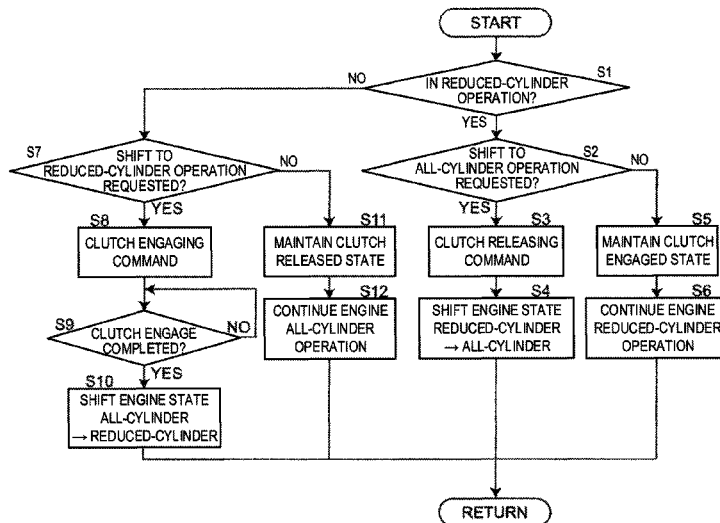 START
S1
NO
IN REDUCED-CYLINDER
OPERATION?
YES
S7
SHIFT TO
REDUCED-CYLINDER OPERATION
REQUESTED?
NO
YES
S2
SHIFT TO
ALL-CYLINDER OPERATION
REQUESTED?
NO
YES
S8
CLUTCH ENGAGING
COMMAND
S11
MAINTAIN CLUTCH
RELEASED STATE
S3
CLUTCH RELEASING
COMMAND
S5
MAINTAIN CLUTCH
ENGAGED STATE
S9
CLUTCH ENGAGE
COMPLETED?
NO
YES
S12
CONTINUE ENGINE
ALL-CYLINDER
OPERATION
S4
SHIFT ENGINE STATE
REDUCED-CYLINDER
→ ALL-CYLINDER
S6
CONTINUE ENGINE
REDUCED-CYLINDER
OPERATION
S10
SHIFT ENGINE STATE
ALL-CYLINDER
→ REDUCED-CYLINDER
RETURN